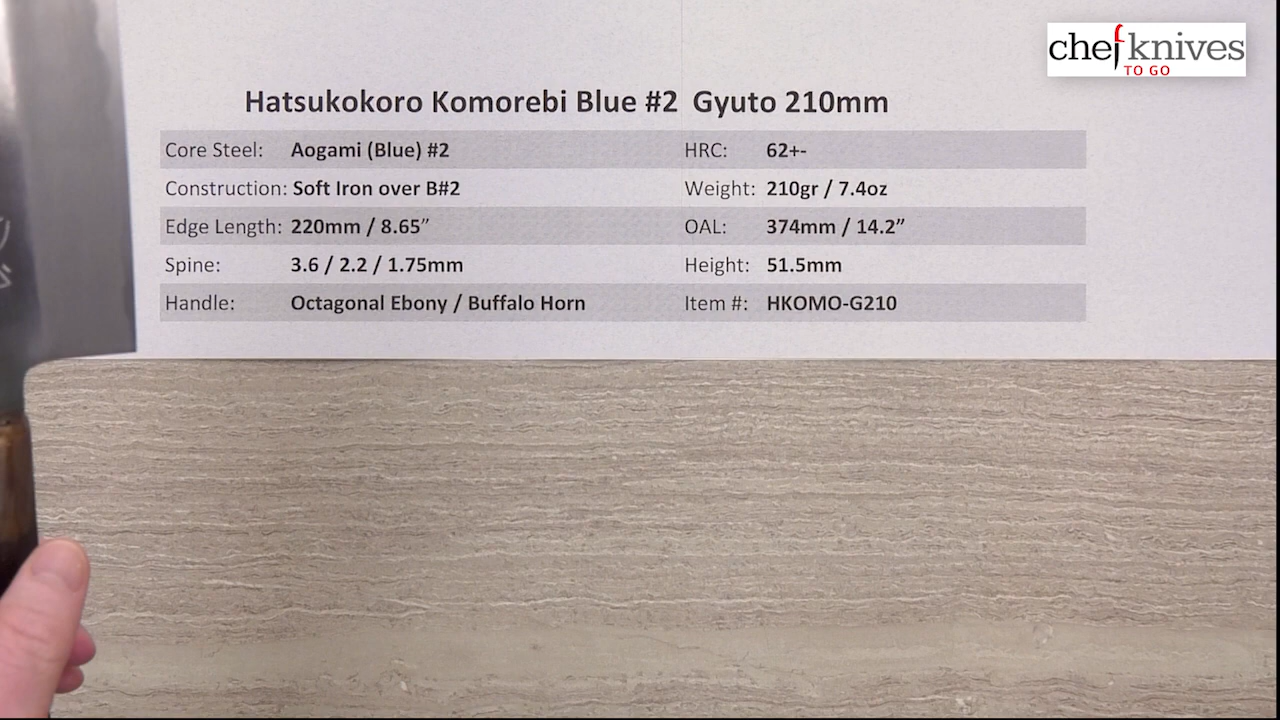 chefknives
TO GO
Hatsukokoro Komorebi Blue #2 Gyuto 210mm
Core Steel: Aogami (Blue) #2 HRC: 62+-
Construction: Soft Iron over B#2 Weight: 210gr / 7.4oz
Edge Length: 220mm / 8.65” OAL: 374mm / 14.2”
Spine: 3.6 / 2.2 / 1.75mm Height: 51.5mm
Handle: Octagonal Ebony / Buffalo Horn Item #: HKOMO-G210